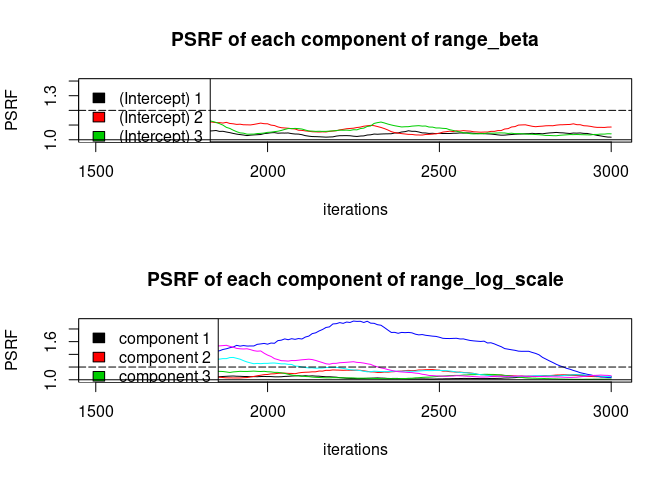 PSRF of each component of range_beta
PSRF
1.3
1.0
(Intercept) 1
(Intercept) 2
(Intercept) 3
1500 2000 2500 3000
iterations
PSRF of each component of range_log_scale
PSRF
1.6
1.0
component 1
component 2
component 3
1500 2000 2500 3000
iterations